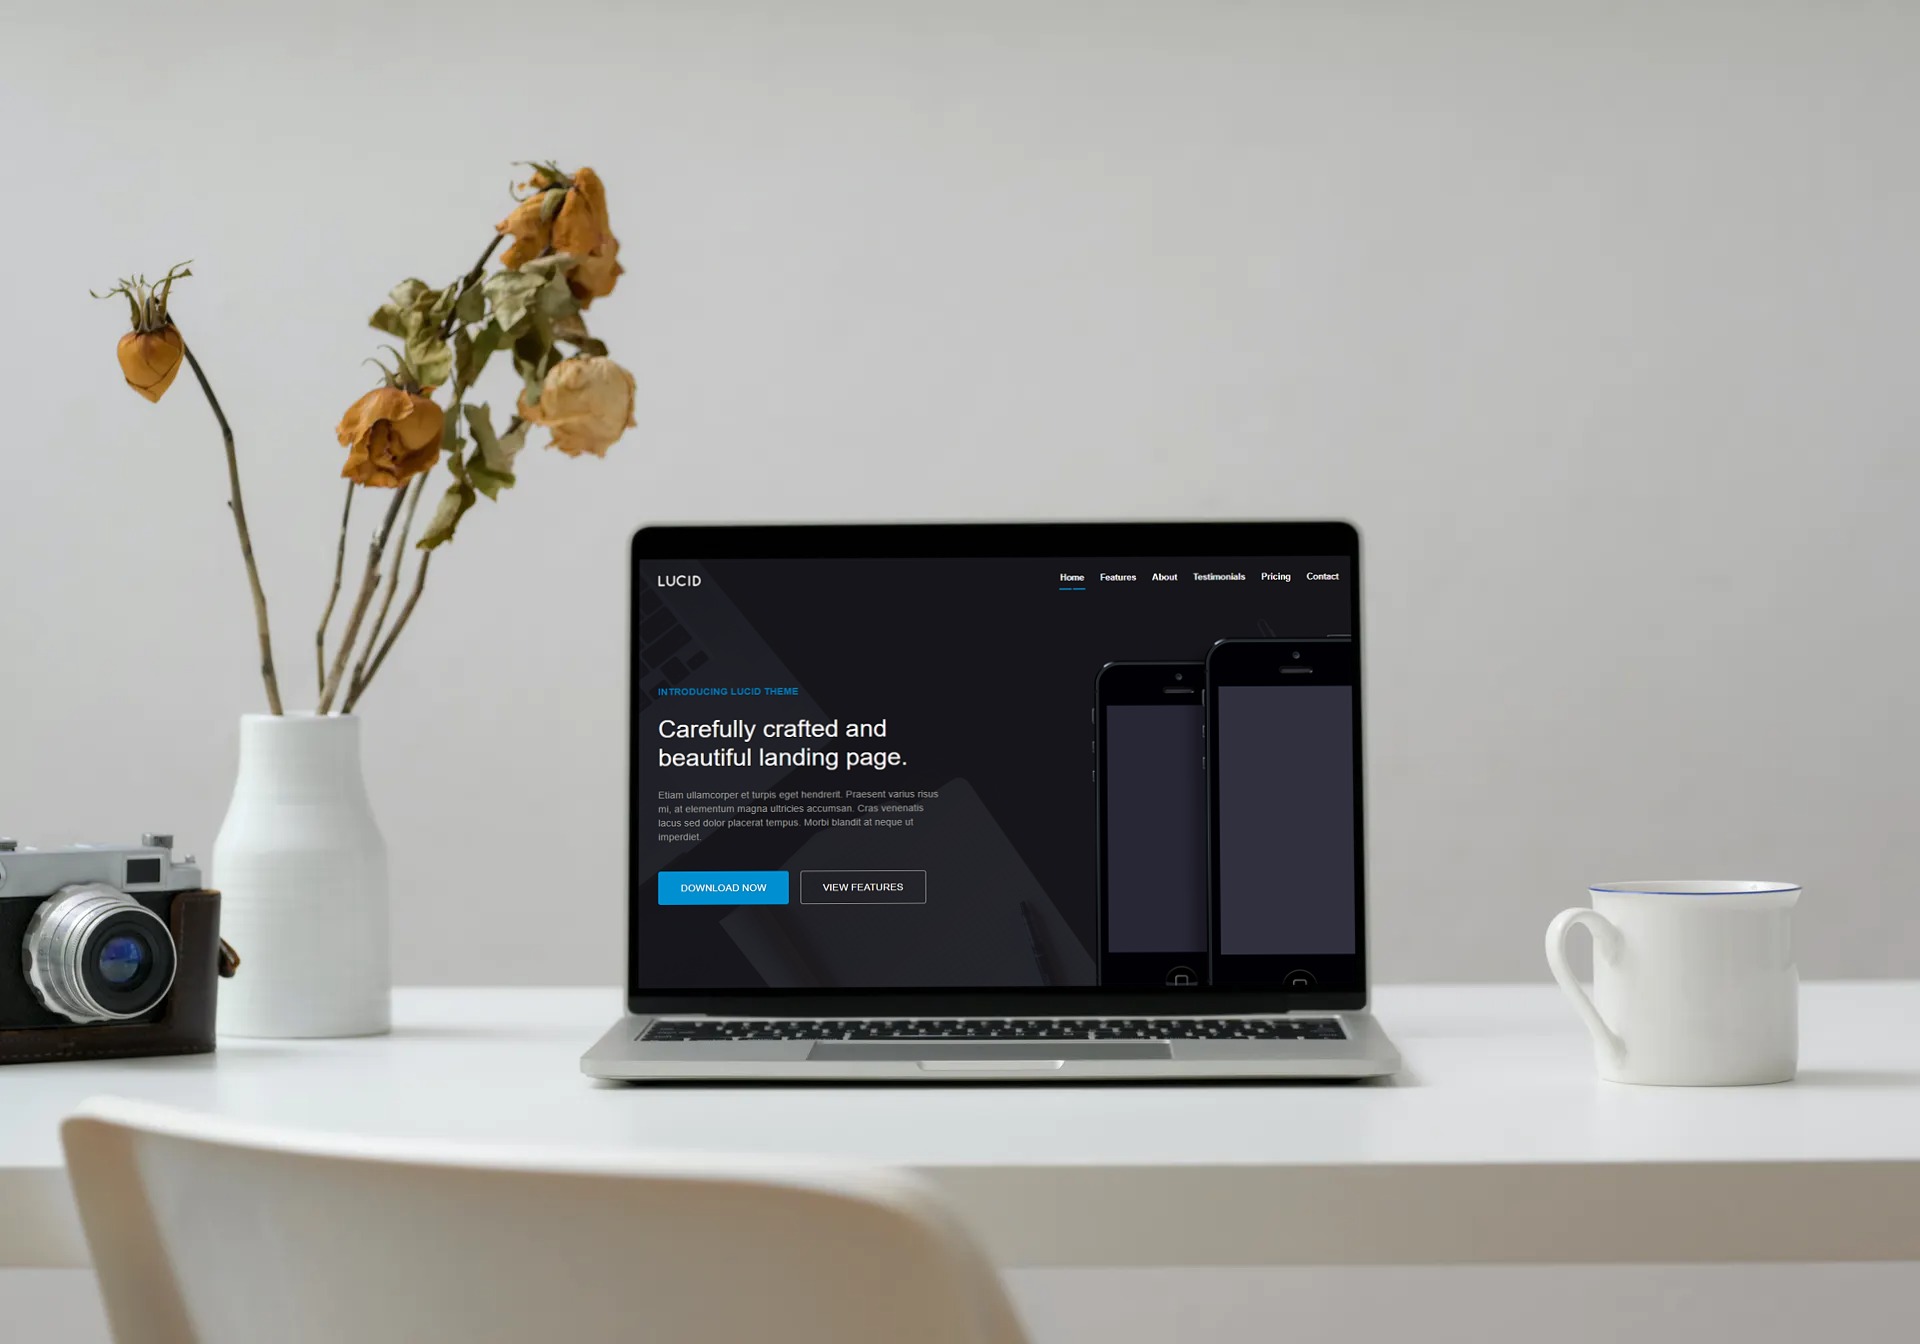 LUCID
Home Features About Testimonials Pricing Contact
INTRODUCING LUCID THEME
Carefully crafted and
beautiful landing page.
Etiam ullamcorper et turpis eget hendrerit. Praesent varius risus
mi, at elementum magna ultricies accumsan. Cras venenatis
lacus sed dolor placerat tempus. Morbi blandit at neque ut
imperdiet.
DOWNLOAD NOW VIEW FEATURES